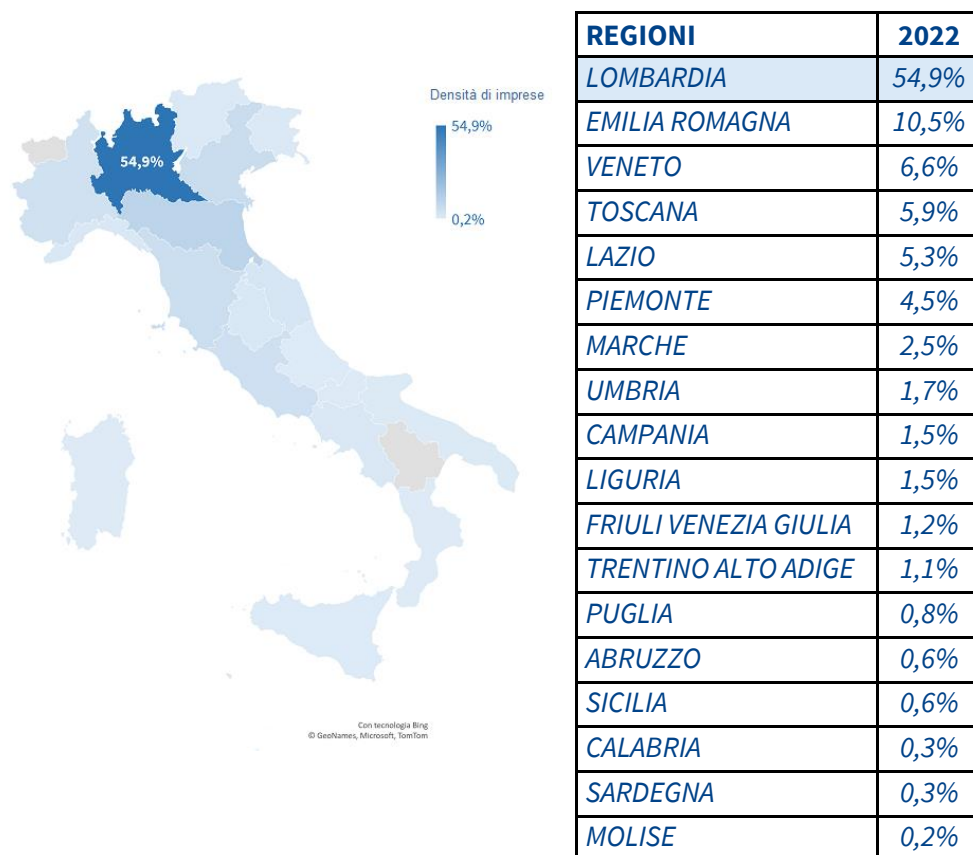 Densità di imprese
54,9%
0,2%
54,9%
Con tecnologia Bing
© GeoNames, Microsoft, TomTom
REGIONI 2022
LOMBARDIA 54,9%
EMILIA ROMAGNA 10,5%
VENETO 6,6%
TOSCANA 5,9%
LAZIO 5,3%
PIEMONTE 4,5%
MARCHE 2,5%
UMBRIA 1,7%
CAMPANIA 1,5%
LIGURIA 1,5%
FRIULI VENEZIA GIULIA 1,2%
TRENTINO ALTO ADIGE 1,1%
PUGLIA 0,8%
ABRUZZO 0,6%
SICILIA 0,6%
CALABRIA 0,3%
SARDEGNA 0,3%
MOLISE 0,2%